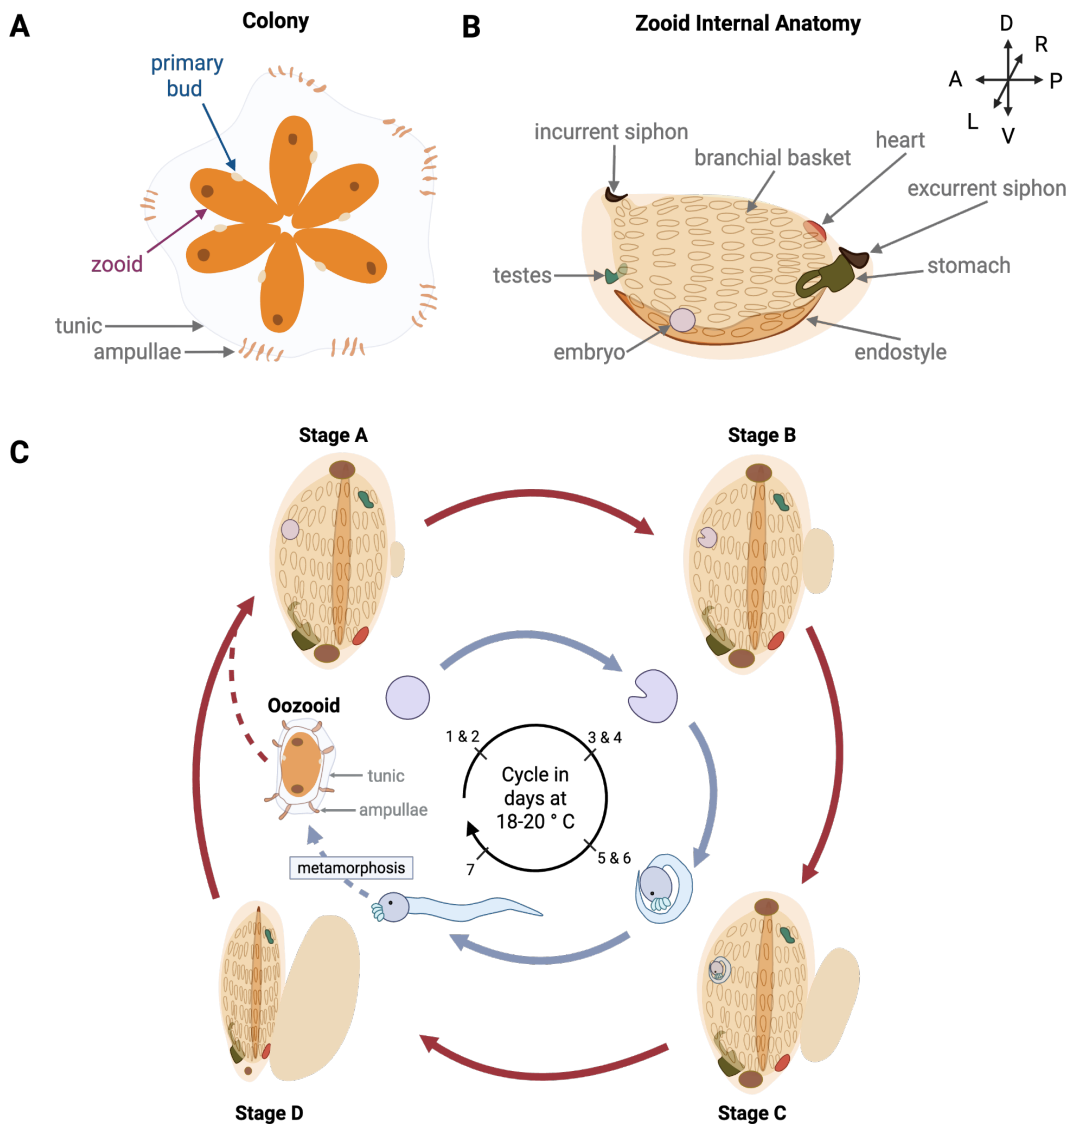 A
Colony
primary
bud
zooid
tunic
ampullae
B
Zooid Internal Anatomy
D
R
A
P
L
V
incurrent siphon
branchial basket
heart
excurrent siphon
testes
stomach
embryo
endostyle
C
Stage A
Stage B
Oozooid
tunic
ampullae
metamorphosis
1 & 2
3 & 4
Cycle in
days at
18-20 ° C
5 & 6
7
Stage D
Stage C